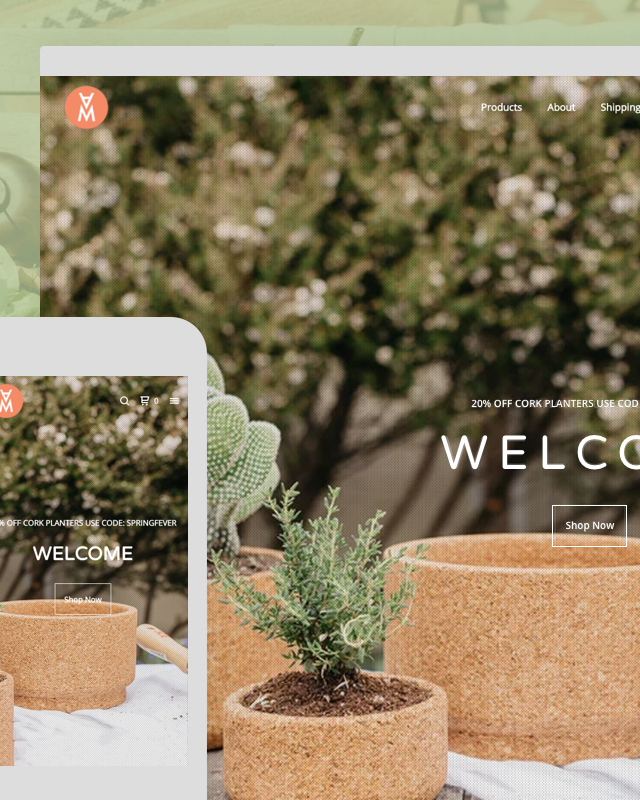 Products About Shipping
20% OFF CORK PLANTERS USE COD
WELCO
Shop Now
0
% OFF CORK PLANTERS USE CODE: SPRINGFEVER
WELCOME
Shop Now